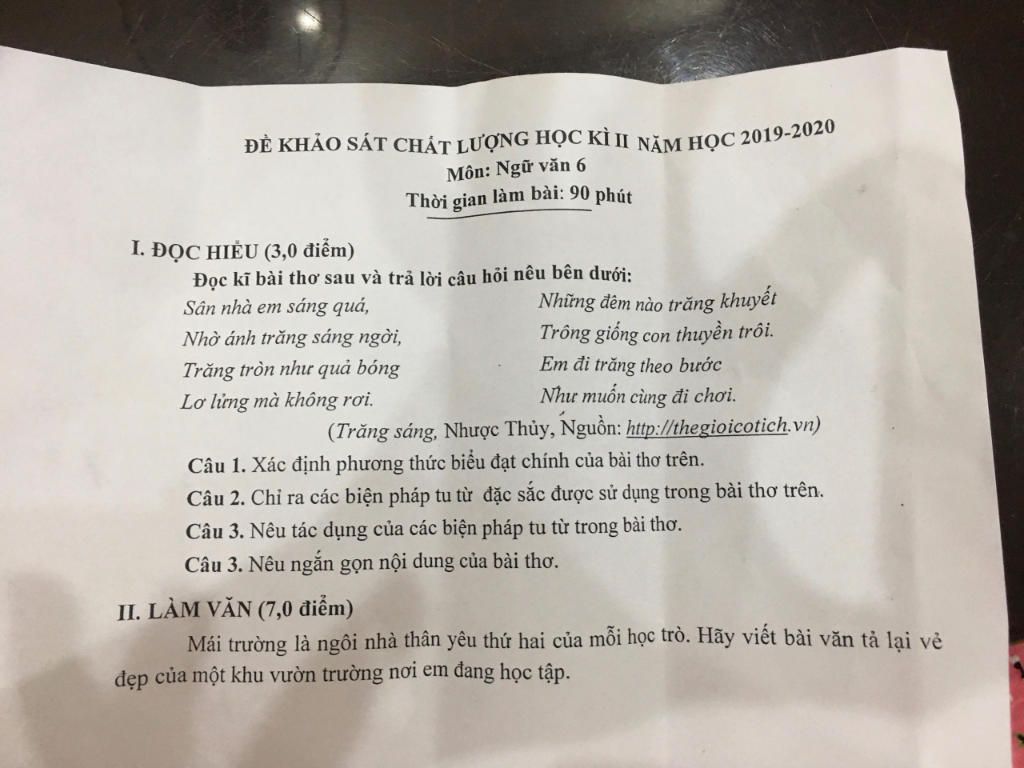 ĐỀ KHẢO SÁT CHẤT LƯỢNG HỌC KÌ II NĂM HỌC 2019-2020
Môn: Ngữ văn 6
Thời gian làm bài: 90 phút
I. ĐỌC HIỂU (3,0 điểm)
Đọc kĩ bài thơ sau và trả lời câu hỏi nêu bên dưới:
Sân nhà em sáng quá,
Nhờ ánh trăng sáng ngời,
Trăng tròn như quả bóng
Lơ lửng mà không rơi.
Những đêm nào trăng khuyết
Trông giống con thuyền trôi.
Em đi trăng theo bước
Như muốn cùng đi chơi.
(Trăng sáng, Nhược Thủy, Nguồn: http://thegioicotich.vn)
Câu 1. Xác định phương thức biểu đạt chính của bài thơ trên.
Câu 2. Chỉ ra các biện pháp tu từ đặc sắc được sử dụng trong bài thơ trên.
Câu 3. Nêu tác dụng của các biện pháp tu từ trong bài thơ.
Câu 3. Nêu ngắn gọn nội dung của bài thơ.
II. LÀM VĂN (7,0 điểm)
Mái trường là ngôi nhà thân yêu thứ hai của mỗi học trò. Hãy viết bài văn tả lại vẻ
đẹp của một khu vườn trường nơi em đang học tập.